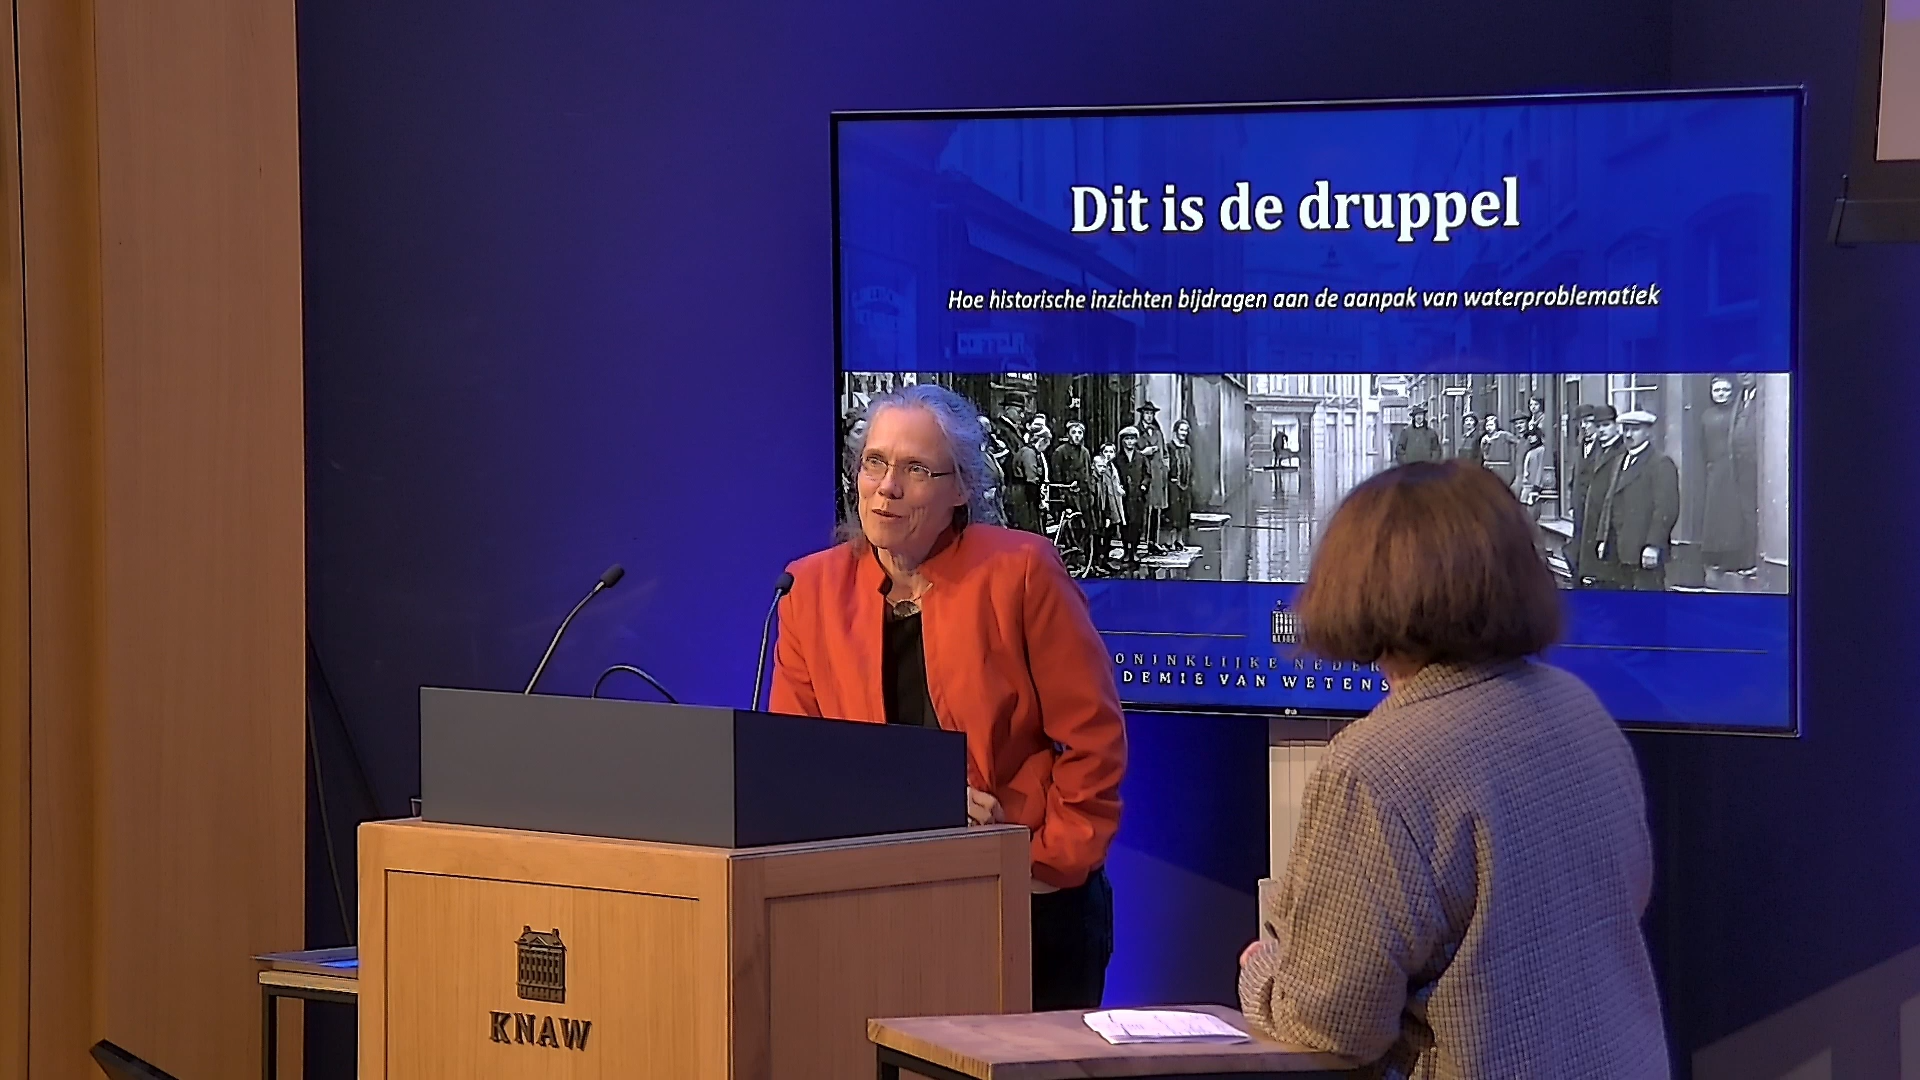 Dit is de druppel
Hoe historische inzichten bijdragen aan de aanpak van waterproblematiek
ONINKLIJKE NEDER
DEMIE VAN WETENS
LG
KNAW